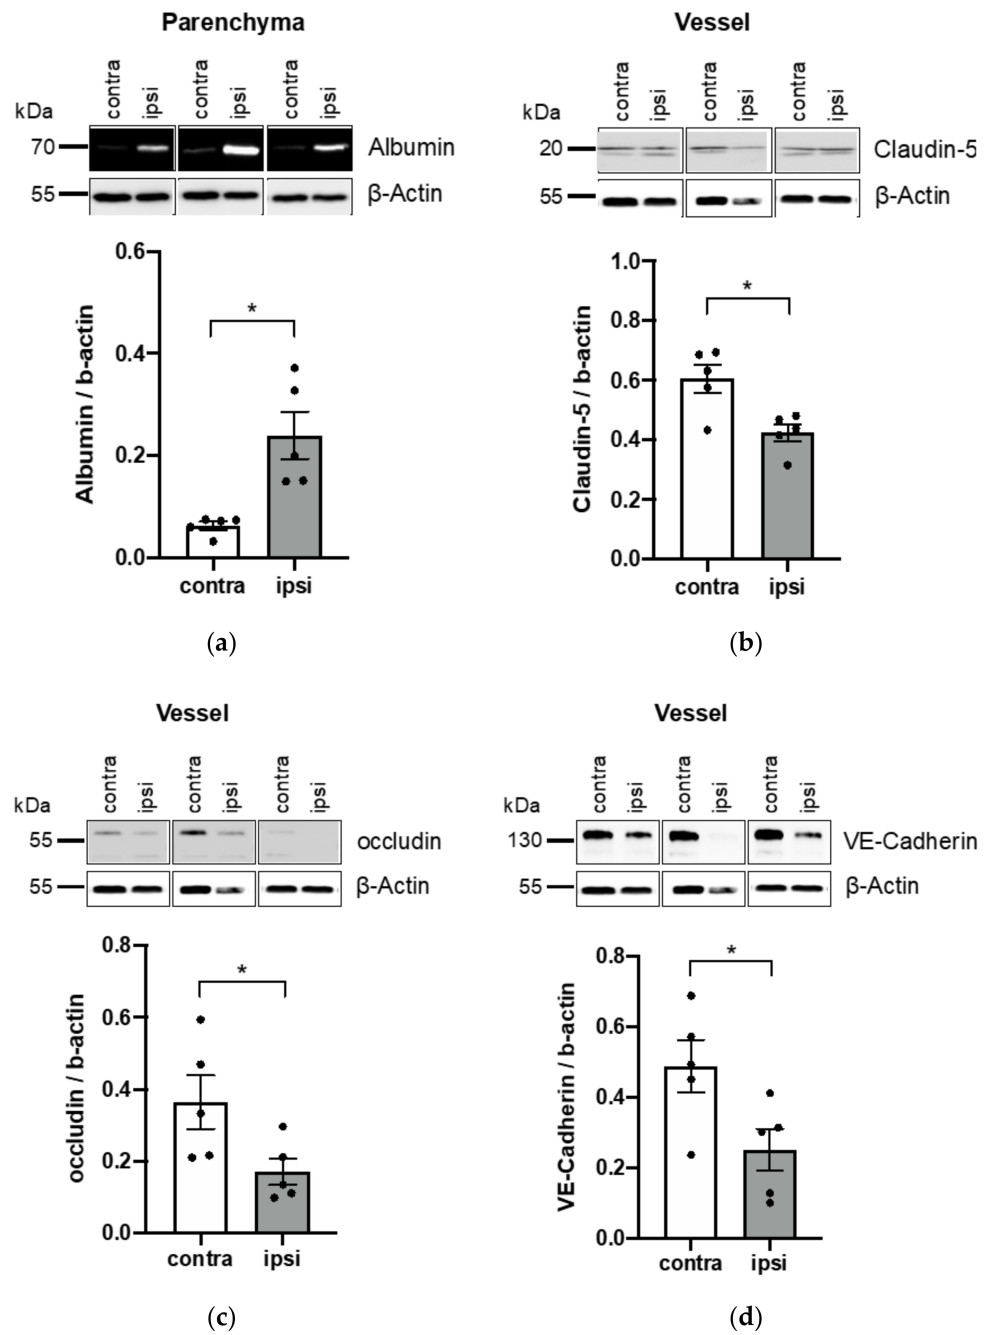 Parenchyma
contra ipsi contra ipsi contra ipsi
kDa
70 Albumin
55 β-Actin
0.6
0.4
0.2
0.0
Albumin / b-actin
*
contra ipsi
(a)
Vessel
contra ipsi contra ipsi contra ipsi
kDa
20 Claudin-5
55 β-Actin
1.0
0.8
0.6
0.4
0.2
0.0
Claudin-5 / b-actin
*
contra ipsi
(b)
Vessel
contra ipsi contra ipsi contra ipsi
kDa
55 occludin
55 β-Actin
0.8
0.6
0.4
0.2
0.0
occludin / b-actin
*
contra ipsi
(c)
Vessel
contra ipsi contra ipsi contra ipsi
kDa
130 VE-Cadherin
55 β-Actin
0.8
0.6
0.4
0.2
0.0
VE-Cadherin / b-actin
*
contra ipsi
(d)